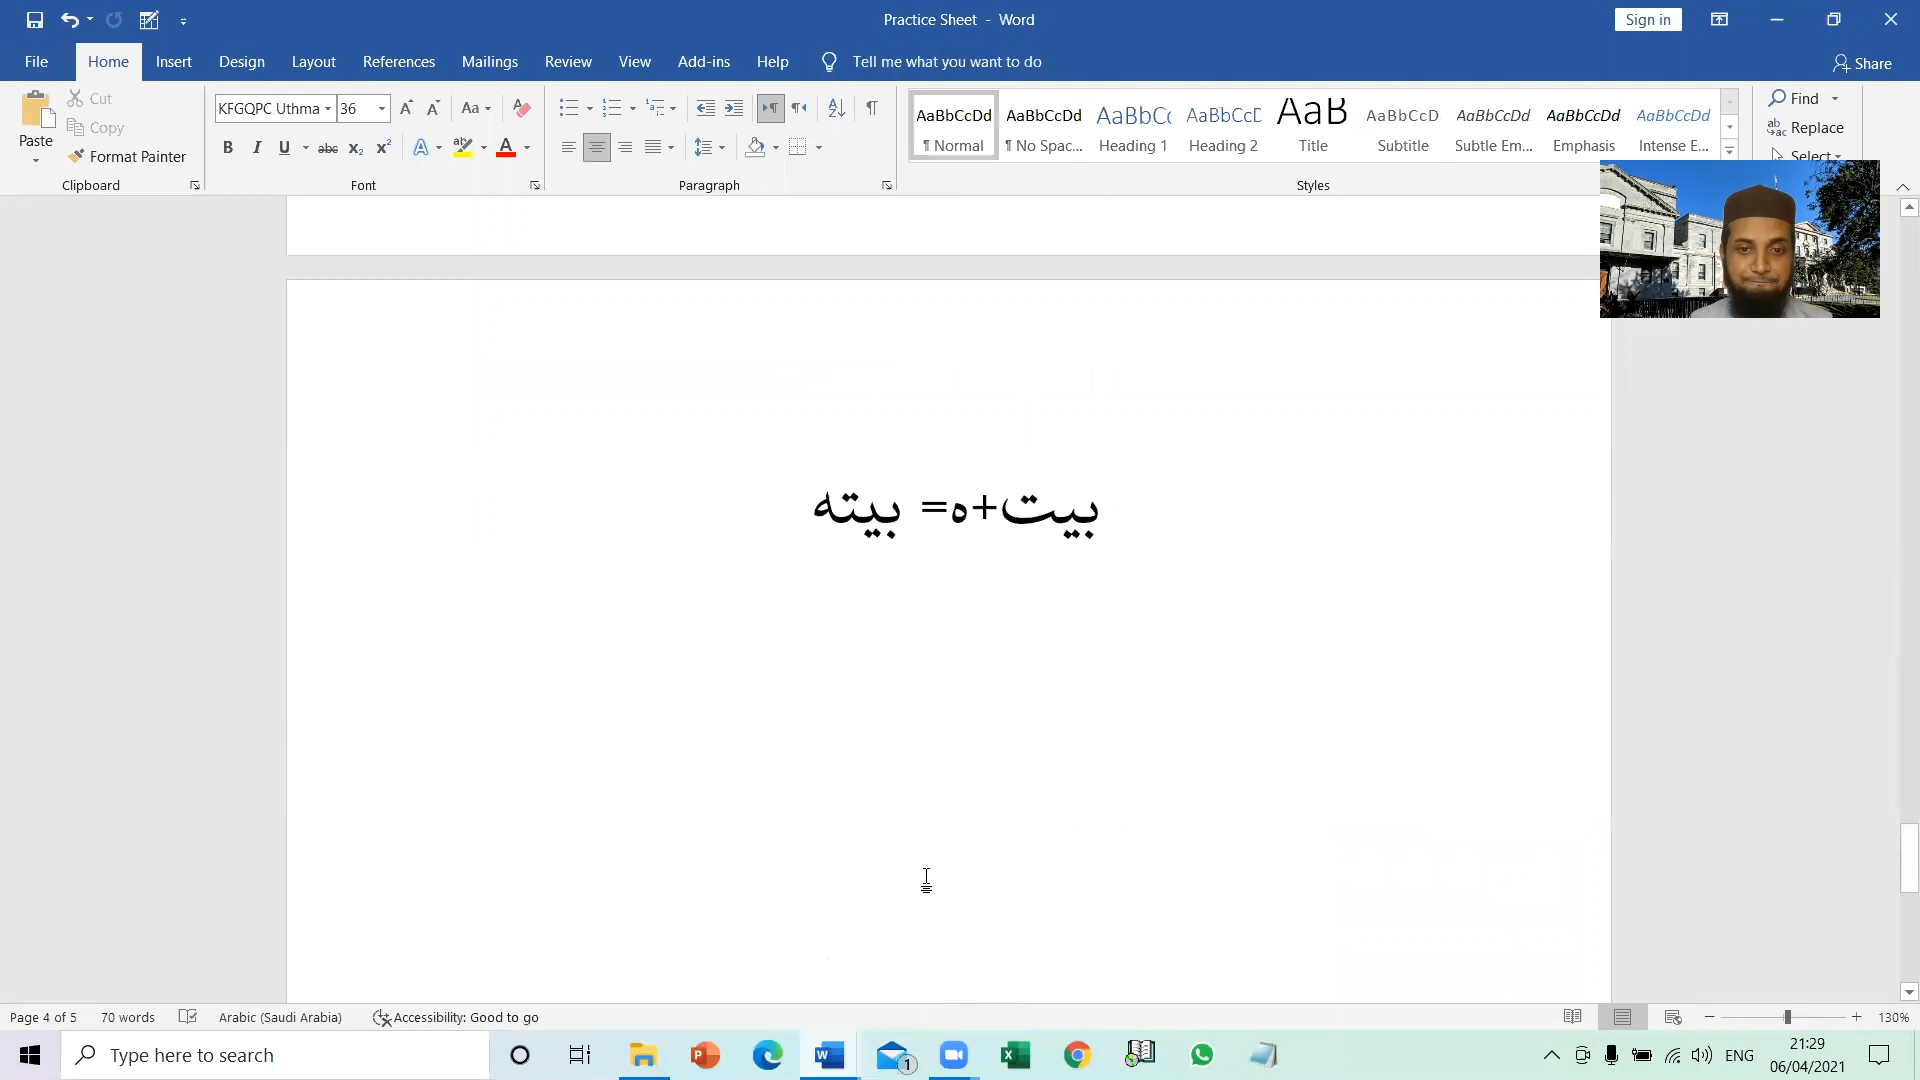 Practice Sheet - Word
Sign in
File Home Insert Design Layout References Mailings Review View Add-ins Help Tell me what you want to do Share
Cut
Copy
Format Painter
Paste
Clipboard
KFGQPC Uthma 36
Font
Paragraph
AaBbCcDd AaBbCcDd AaBbCc AaBbCcE AaB AaBbCcD AaBbCcDd AaBbCcDd AaBbCcDd
¶ Normal ¶ No Spac... Heading 1 Heading 2 Title Subtitle Subtle Em... Emphasis Intense E...
Styles
Find
Replace
Select
بيت+ه= بيته
Page 4 of 5 70 words Arabic (Saudi Arabia) Accessibility: Good to go 130%
Type here to search
1
ENG
21:29
06/04/2021